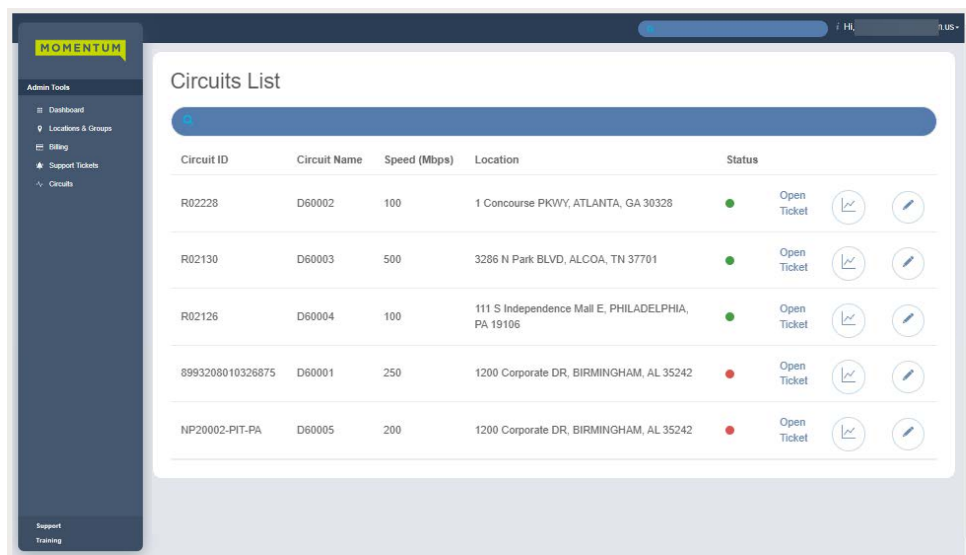 MOMENTUM
i Hi,
n.us
Admin Tools
Dashboard
Locations & Groups
Billing
Support Tickets
Circuits
Support
Training
Circuits List
Circuit ID Circuit Name Speed (Mbps) Location Status
R02228 D60002 100 1 Concourse PKWY, ATLANTA, GA 30328 Open
Ticket
R02130 D60003 500 3286 N Park BLVD, ALCOA, TN 37701 Open
Ticket
R02126 D60004 100 111 S Independence Mall E, PHILADELPHIA, Open
PA 19106 Ticket
8993208010326875 D60001 250 1200 Corporate DR, BIRMINGHAM, AL 35242 Open
Ticket
NP20002-PIT-PA D60005 200 1200 Corporate DR, BIRMINGHAM, AL 35242 Open
Ticket